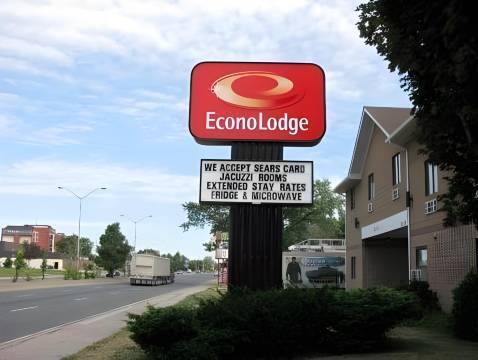 EconoLodge
WE ACCEPT SEARS CARD
JACUZZI ROOMS
EXTENDED STAY RATES
FRIDGE & MICROWAVE